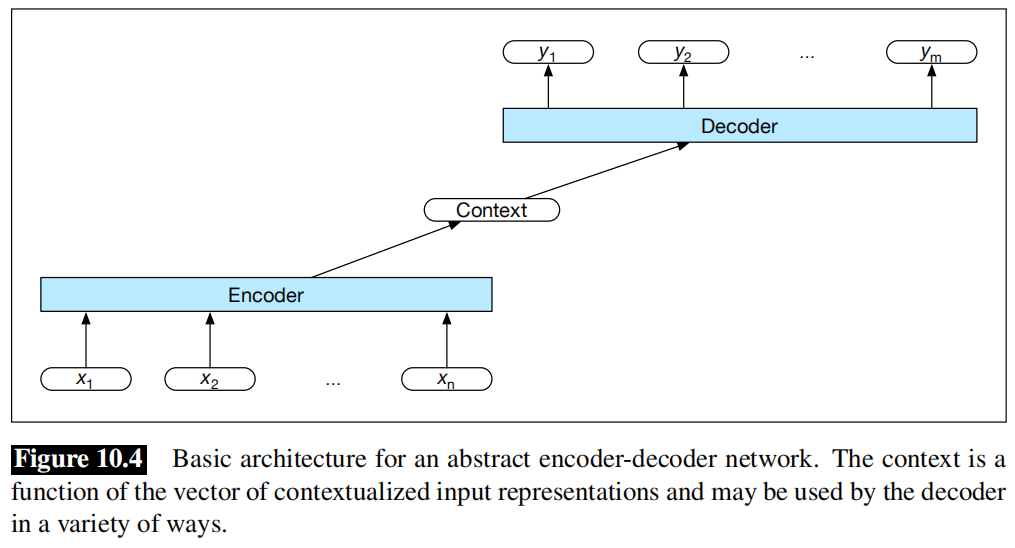 y1 y2 ... ym
Decoder
Context
Encoder
x1 x2 ... xn
Figure 10.4 Basic architecture for an abstract encoder-decoder network. The context is a
function of the vector of contextualized input representations and may be used by the decoder
in a variety of ways.